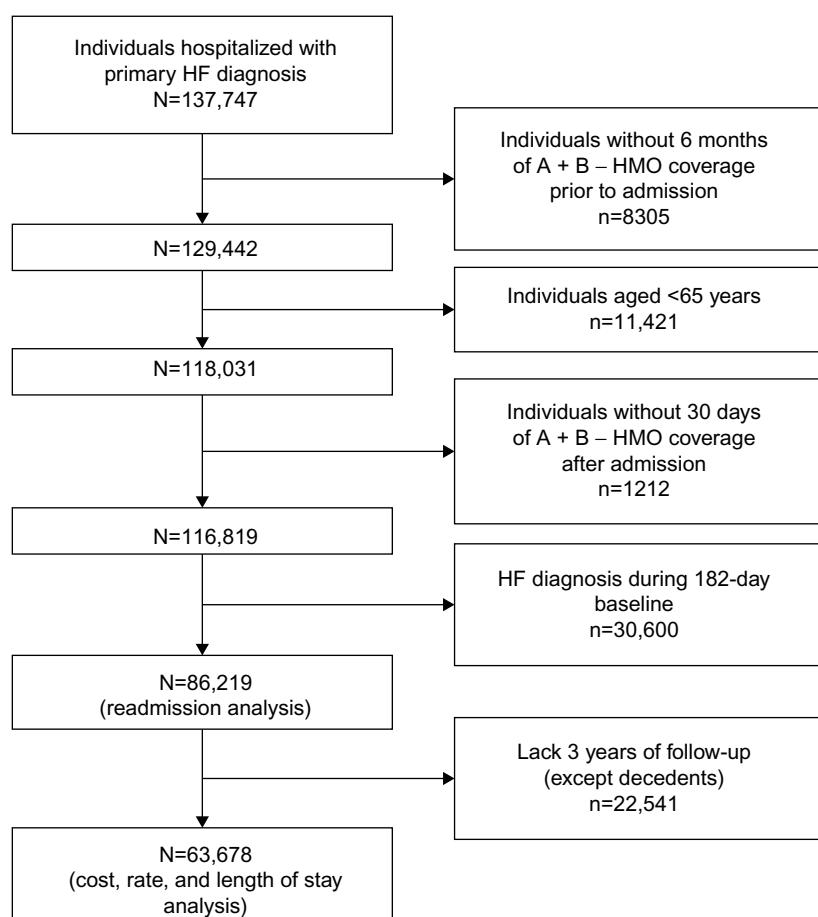 Individuals hospitalized with
primary HF diagnosis
N=137,747
Individuals without 6 months
of A + B – HMO coverage
prior to admission
n=8305
N=129,442
Individuals aged <65 years
n=11,421
N=118,031
Individuals without 30 days
of A + B – HMO coverage
after admission
n=1212
N=116,819
HF diagnosis during 182-day
baseline
n=30,600
N=86,219
(readmission analysis)
Lack 3 years of follow-up
(except decedents)
n=22,541
N=63,678
(cost, rate, and length of stay
analysis)